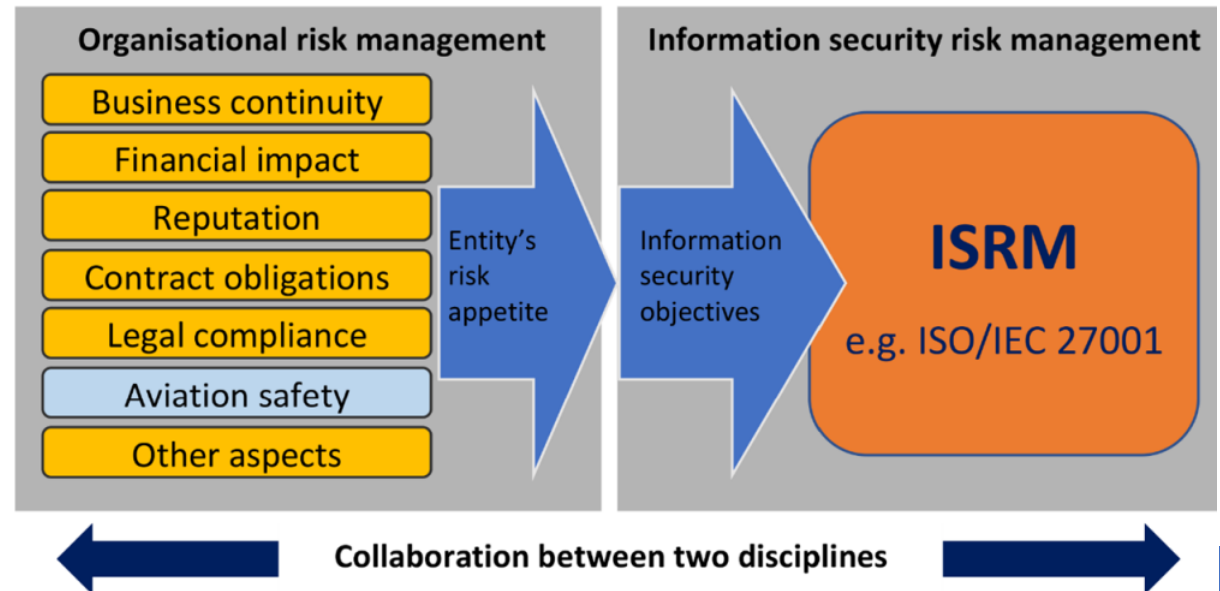 Organisational risk management
Business continuity
Financial impact
Reputation
Contract obligations
Legal compliance
Aviation safety
Other aspects
Entity’s
risk
appetite
Information security risk management
Information
security
objectives
ISRM
e.g. ISO/IEC 27001
Collaboration between two disciplines